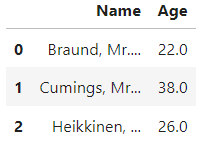 Name Age
0 Braund, Mr.... 22.0
1 Cumings, Mr... 38.0
2 Heikkinen, ... 26.0